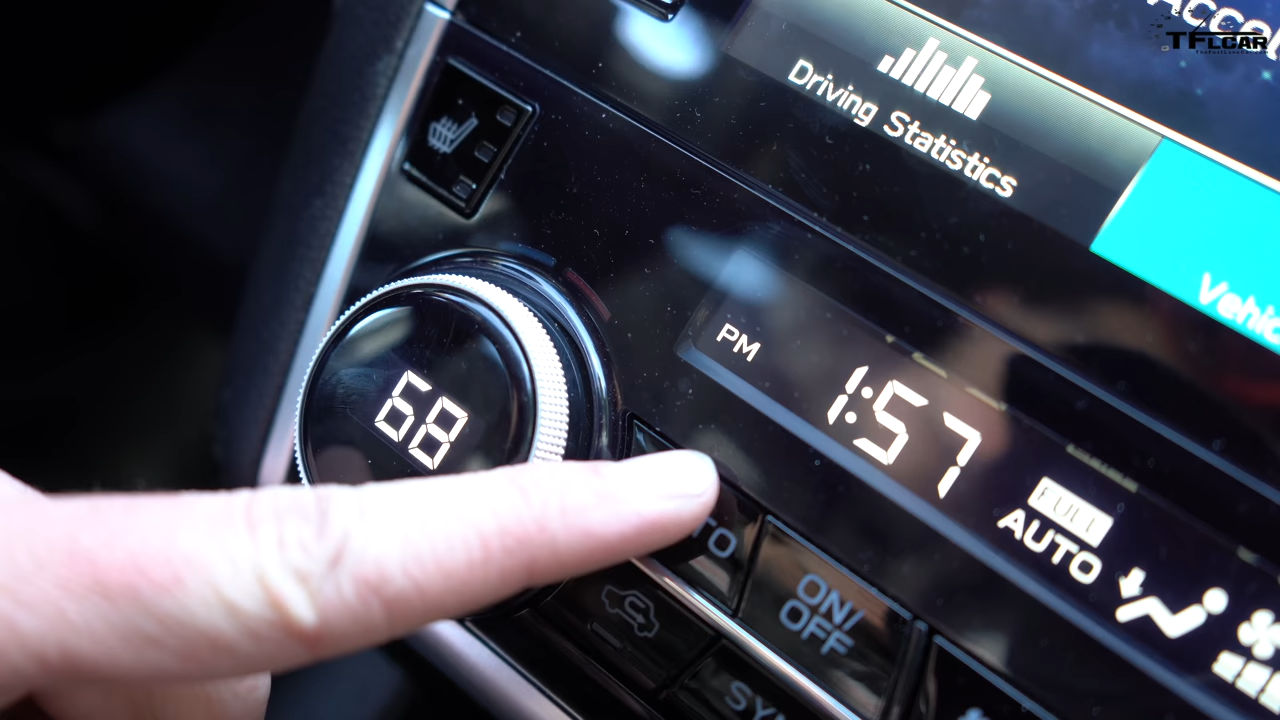 TFLCAR
Driving Statistics
PM
1:57
68
FULL
AUTO
ON/
OFF